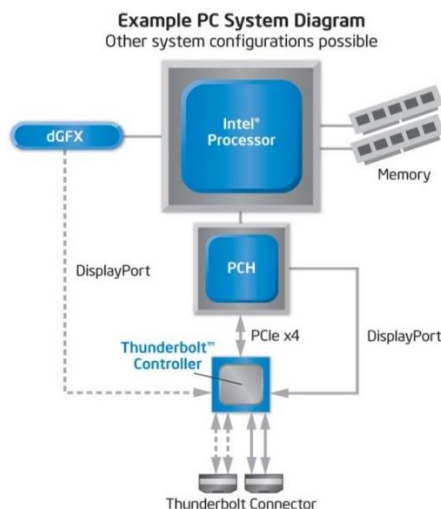 Example PC System Diagram
Other system configurations possible
dGFX
Intel®
Processor
Memory
PCH
DisplayPort
PCIe x4
DisplayPort
Thunderbolt™
Controller
Thunderbolt Connector